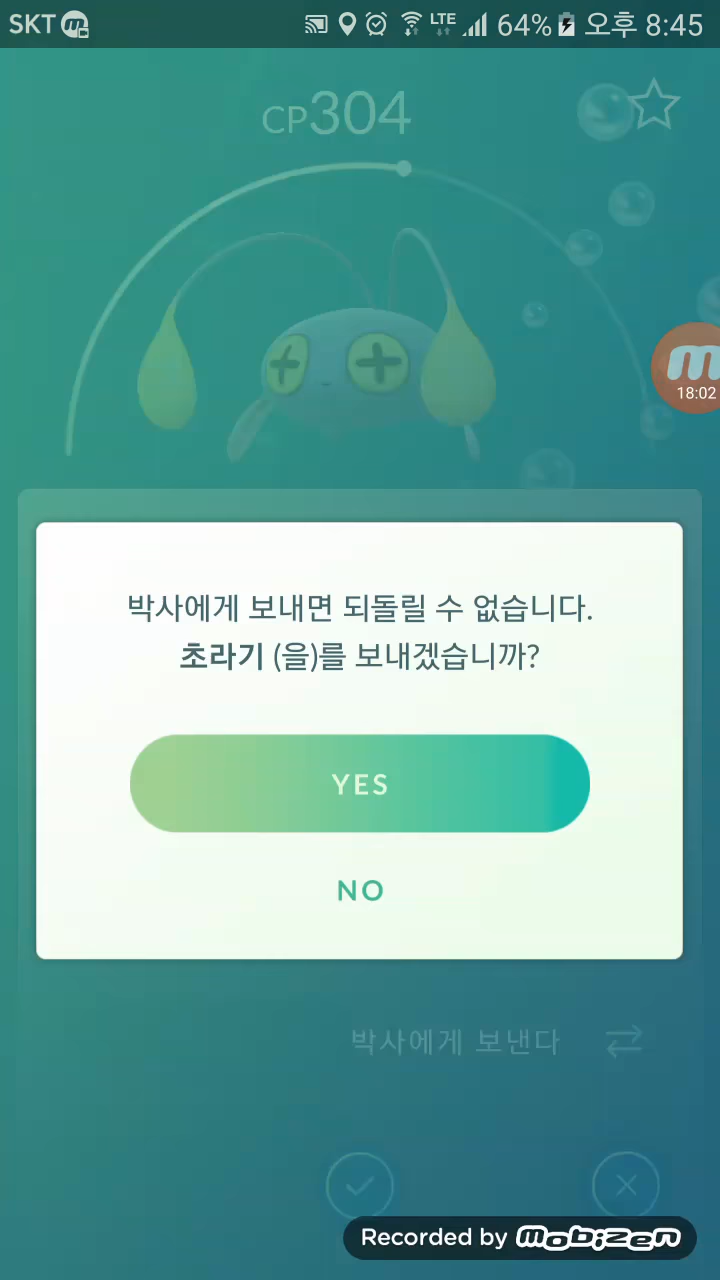 SKT m LTE 64% 오후 8:45
CP304
m
18:02
박사에게 보내면 되돌릴 수 없습니다.
초라기 (을)를 보내겠습니까?
YES
NO
박사에게 보낸다
Recorded by mobizen